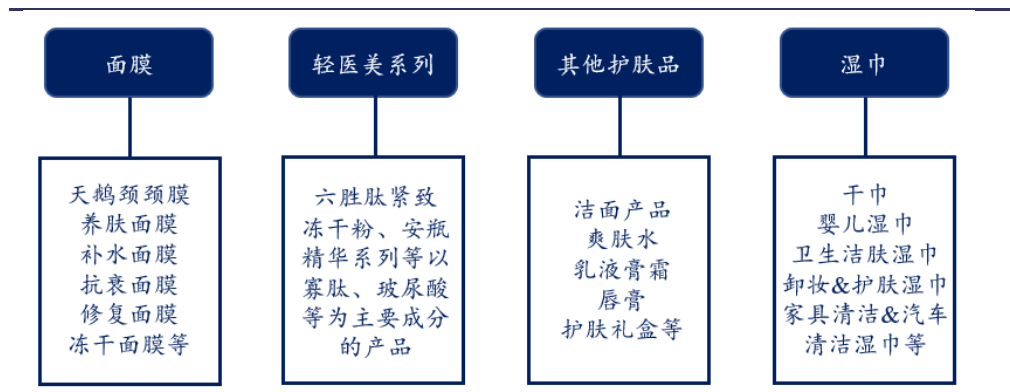 面膜
天鹅颈颈膜
养肤面膜
补水面膜
抗衰面膜
修复面膜
冻干面膜等
轻医美系列
六胜肽紧致
冻干粉、安瓶
精华系列等以
寡肽、玻尿酸
等为主要成分
的产品
其他护肤品
洁面产品
爽肤水
乳液膏霜
唇膏
护肤礼盒等
湿巾
干巾
婴儿湿巾
卫生洁肤湿巾
卸妆&护肤湿巾
家具清洁&汽车
清洁湿巾等